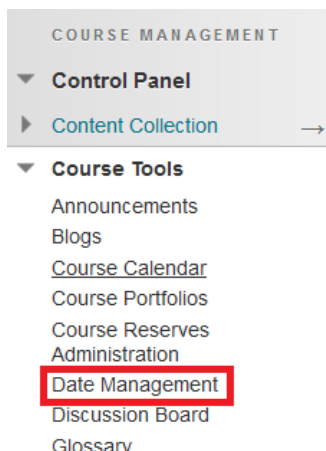 COURSE MANAGEMENT
Control Panel
Content Collection
Course Tools
Announcements
Blogs
Course Calendar
Course Portfolios
Course Reserves
Administration
Date Management
Discussion Board
Glossary